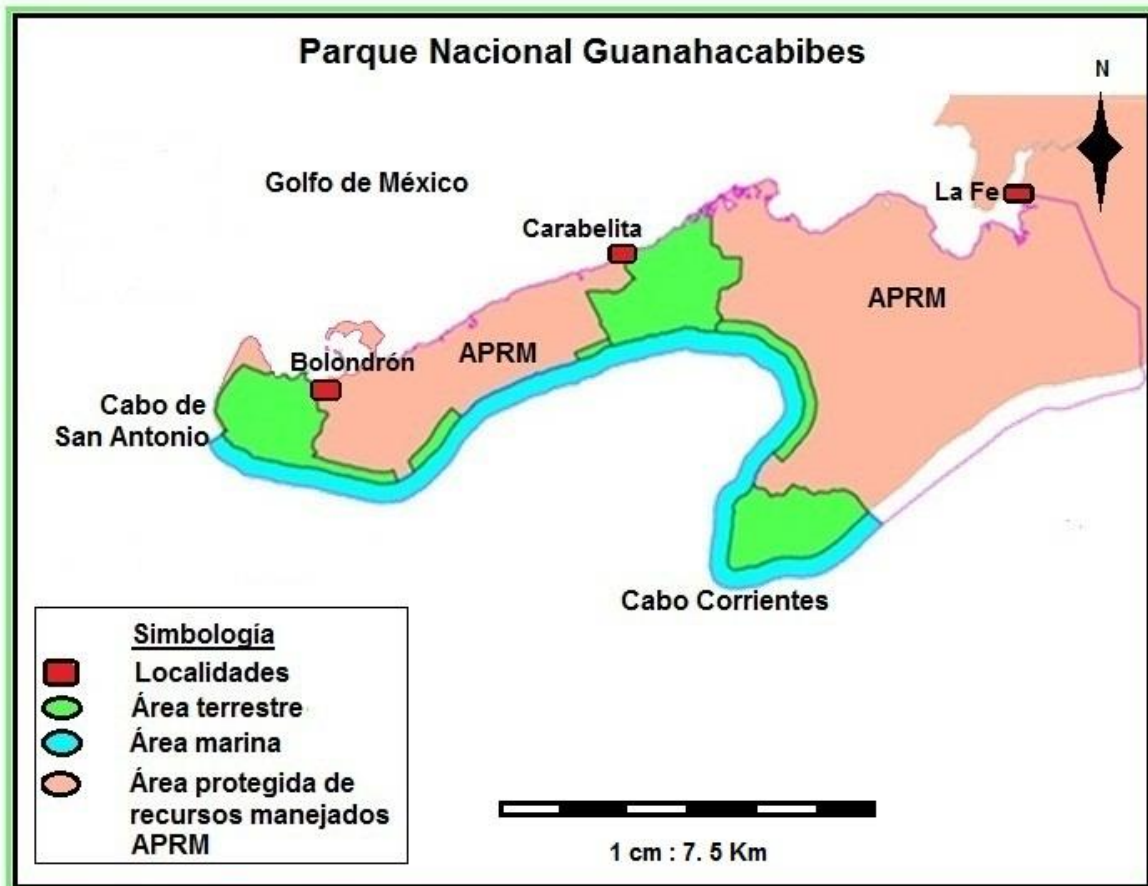 Parque Nacional Guanahacabibes
N
Golfo de México
La Fe
Carabelita
APRM
APRM
Bolondrón
Cabo de
San Antonio
Cabo Corrientes
Simbología
Localidades
Área terrestre
Área marina
Área protegida de
recursos manejados
APRM
1 cm : 7. 5 Km